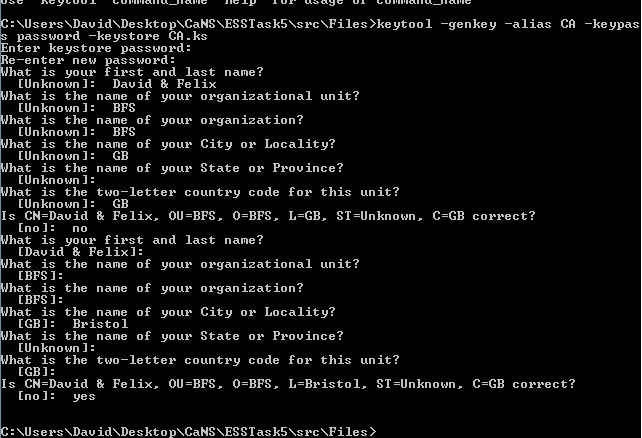 Use "keytool -command_name -help" for usage of command_name
C:\Users\David\Desktop\CaNS\ESSTask5\src\Files>keytool -genkey -alias CA -keypas
s password -keystore CA.ks
Enter keystore password:
Re-enter new password:
What is your first and last name?
[Unknown]: David & Felix
What is the name of your organizational unit?
[Unknown]: BFS
What is the name of your organization?
[Unknown]: BFS
What is the name of your City or Locality?
[Unknown]: GB
What is the name of your State or Province?
[Unknown]:
What is the two-letter country code for this unit?
[Unknown]: GB
Is CN=David & Felix, OU=BFS, O=BFS, L=GB, ST=Unknown, C=GB correct?
[no]: no
What is your first and last name?
[David & Felix]:
What is the name of your organizational unit?
[BFS]:
What is the name of your organization?
[BFS]:
What is the name of your City or Locality?
[GB]: Bristol
What is the name of your State or Province?
[Unknown]:
What is the two-letter country code for this unit?
[GB]:
Is CN=David & Felix, OU=BFS, O=BFS, L=Bristol, ST=Unknown, C=GB correct?
[no]: yes
C:\Users\David\Desktop\CaNS\ESSTask5\src\Files>